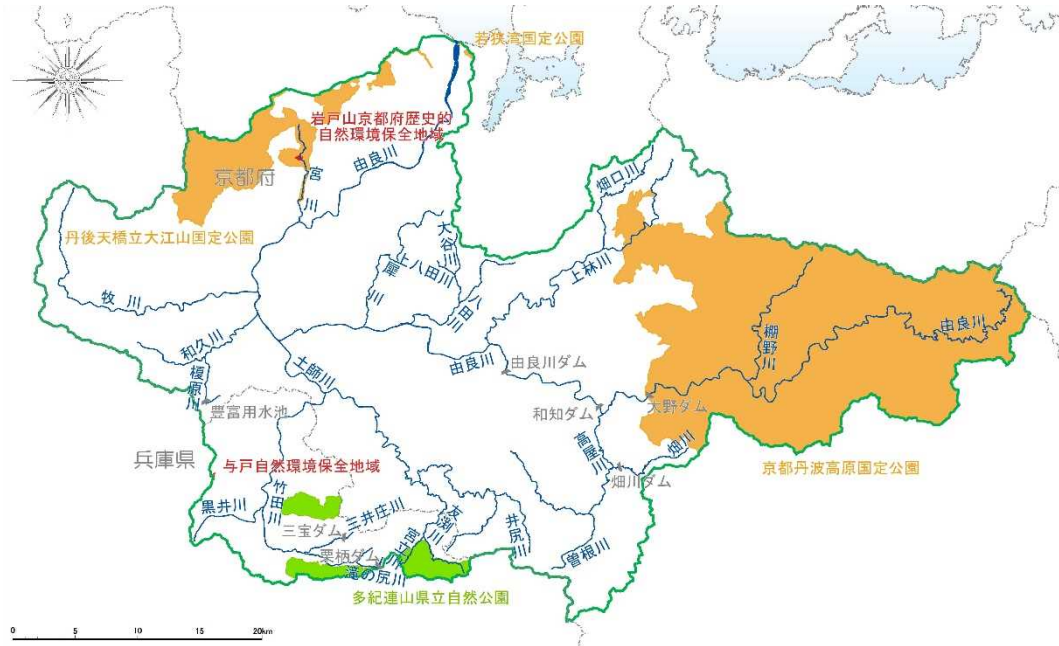 若狭湾国定公園
岩戸山京都府歴史的
自然環境保全地域
由良川
京都府
宮川
畑口川
丹後天橋立大江山国定公園
大谷川
上八田川
犀川
八田川
上林川
牧川
棚野川
由良川
和久川
由良川
由良川ダム
榎原川
土師川
豊富用水池
和知ダム
大野ダム
兵庫県
高屋川
畑川
与戸自然環境保全地域
畑川ダム
京都丹波高原国定公園
竹田川
黒井川
三宝ダム
三井庄川
友渕川
井尻川
栗柄ダム
宮川
曽根川
滝の尻川
多紀連山県立自然公園
0 5 10 15 20km